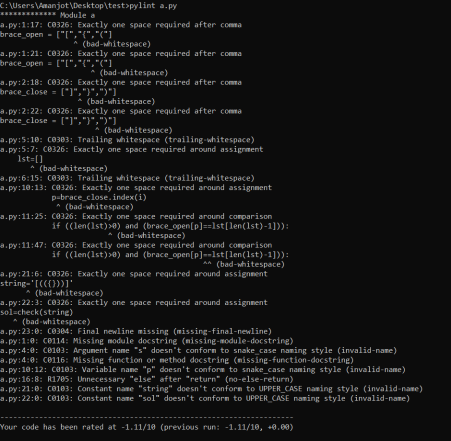 C:\Users\Amanjot\Desktop\test>pylint a.py
************* Module a
a.py:1:17: C0326: Exactly one space required after comma
brace_open = ["[","{","("]
^ (bad-whitespace)
a.py:1:21: C0326: Exactly one space required after comma
brace_open = ["[","{","("]
^ (bad-whitespace)
a.py:2:18: C0326: Exactly one space required after comma
brace_close = ["]","}",")"]
^ (bad-whitespace)
a.py:2:22: C0326: Exactly one space required after comma
brace_close = ["]","}",")"]
^ (bad-whitespace)
a.py:5:10: C0303: Trailing whitespace (trailing-whitespace)
a.py:5:7: C0326: Exactly one space required around assignment
lst=[]
^ (bad-whitespace)
a.py:6:15: C0303: Trailing whitespace (trailing-whitespace)
a.py:10:13: C0326: Exactly one space required around assignment
p=brace_close.index(i)
^ (bad-whitespace)
a.py:11:25: C0326: Exactly one space required around comparison
if ((len(lst)>0) and (brace_open[p]==lst[len(lst)-1])):
^ (bad-whitespace)
a.py:11:47: C0326: Exactly one space required around comparison
if ((len(lst)>0) and (brace_open[p]==lst[len(lst)-1])):
^^ (bad-whitespace)
a.py:21:6: C0326: Exactly one space required around assignment
string='[(({}))]'
^ (bad-whitespace)
a.py:22:3: C0326: Exactly one space required around assignment
sol=check(string)
^ (bad-whitespace)
a.py:23:0: C0304: Final newline missing (missing-final-newline)
a.py:1:0: C0114: Missing module docstring (missing-module-docstring)
a.py:4:0: C0103: Argument name "s" doesn't conform to snake_case naming style (invalid-name)
a.py:4:0: C0116: Missing function or method docstring (missing-function-docstring)
a.py:10:12: C0103: Variable name "p" doesn't conform to snake_case naming style (invalid-name)
a.py:16:8: R1705: Unnecessary "else" after "return" (no-else-return)
a.py:21:0: C0103: Constant name "string" doesn't conform to UPPER_CASE naming style (invalid-name)
a.py:22:0: C0103: Constant name "sol" doesn't conform to UPPER_CASE naming style (invalid-name)
------------------------------------------------------------------
Your code has been rated at -1.11/10 (previous run: -1.11/10, +0.00)